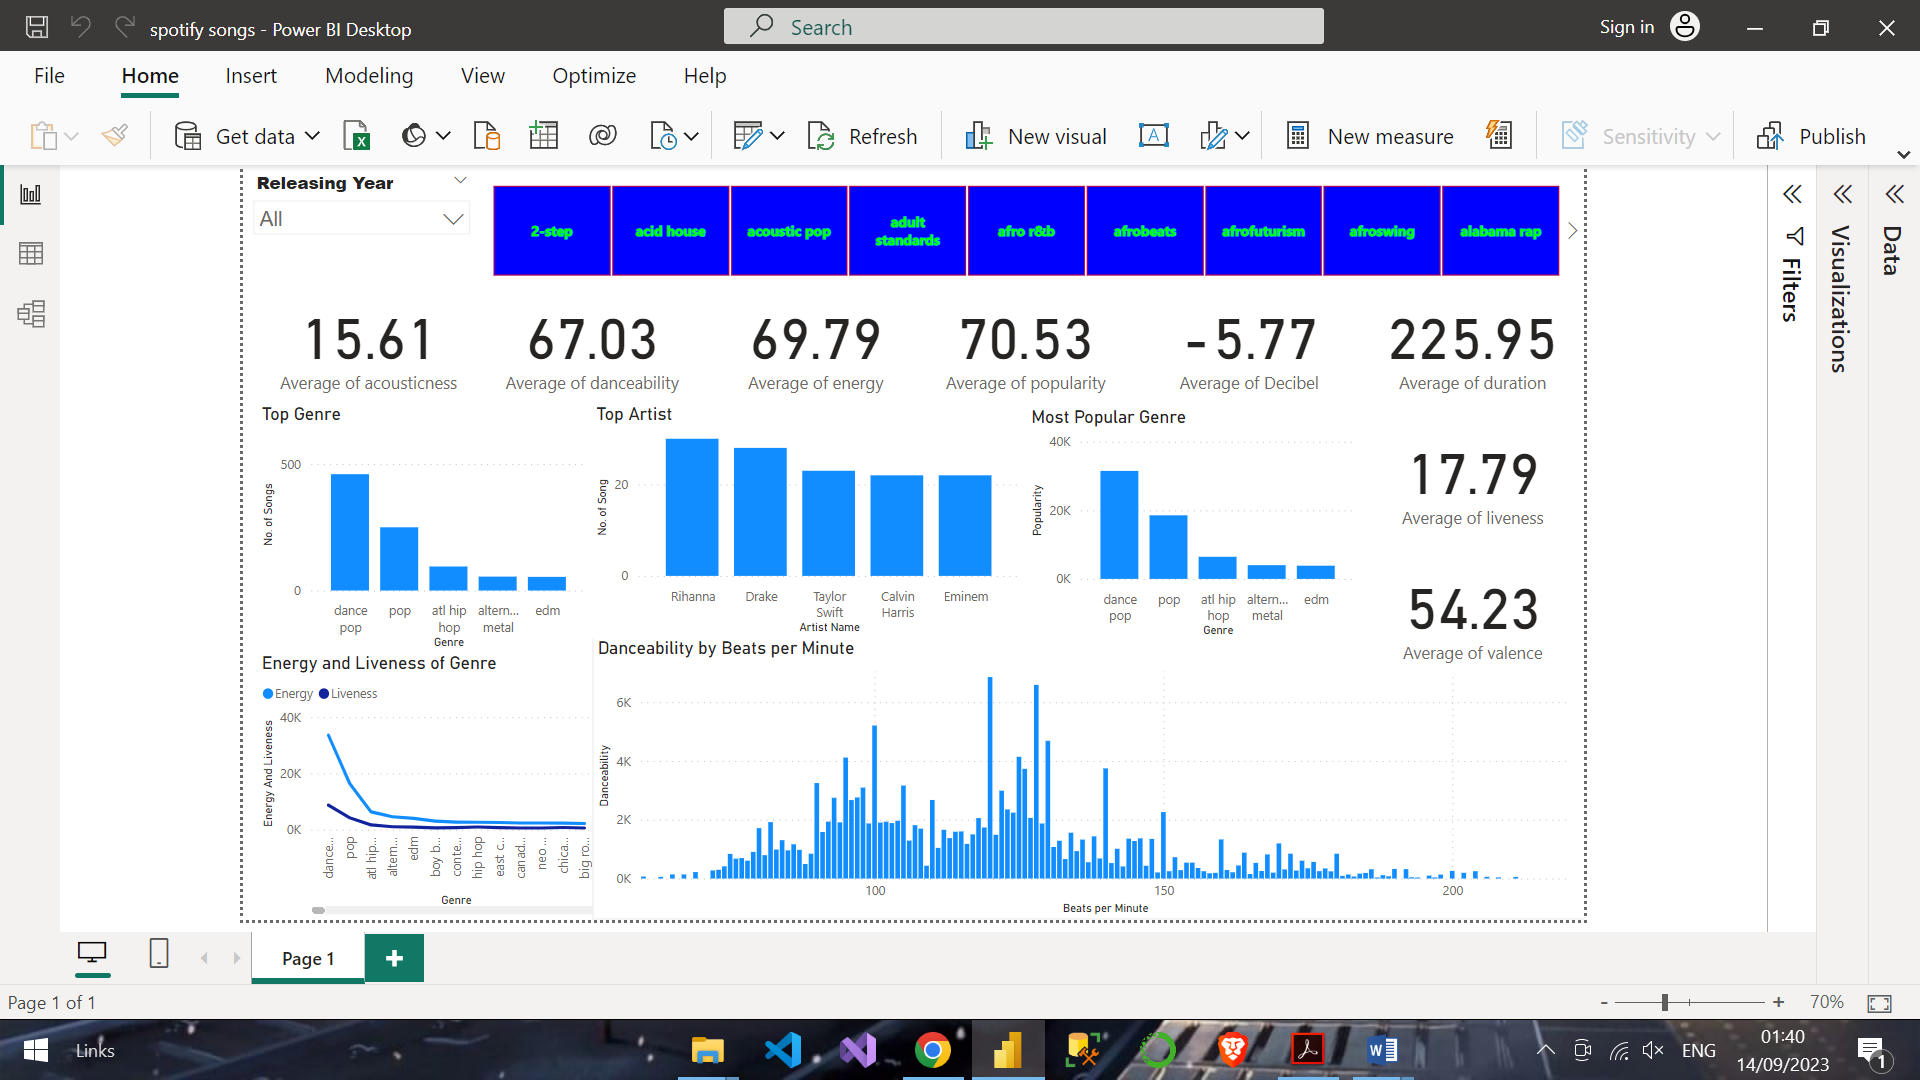 spotify songs - Power BI Desktop
Search
Sign in
File Home Insert Modeling View Optimize Help
Get data
Refresh
New visual
A
New measure
Sensitivity
Publish
Releasing Year
All
2-step
acid house
acoustic pop
adult
standards
afro r&b
afrobeats
afrofuturism
afroswing
alabama rap
15.61
Average of acousticness
67.03
Average of danceability
69.79
Average of energy
70.53
Average of popularity
-5.77
Average of Decibel
225.95
Average of duration
Top Genre
No. of Songs
500
0
dance
pop
pop
atl hip
hop
altern...
metal
edm
Genre
Top Artist
No. of Song
20
0
Rihanna
Drake
Taylor
Swift
Calvin
Harris
Eminem
Artist Name
Most Popular Genre
Popularity
40K
20K
0K
dance
pop
pop
atl hip
hop
altern...
metal
edm
Genre
17.79
Average of liveness
54.23
Average of valence
Energy and Liveness of Genre
Energy Liveness
Energy And Liveness
40K
20K
0K
dance...
pop
atl hip...
altern...
edm
boy b...
conte...
hip hop
east c...
canad...
neo ...
chica...
big ro...
Genre
Danceability by Beats per Minute
Danceability
6K
4K
2K
0K
100
150
200
Beats per Minute
Filters
Visualizations
Data
Page 1
+
Page 1 of 1
- + 70%
Links
ENG
01:40
14/09/2023
1